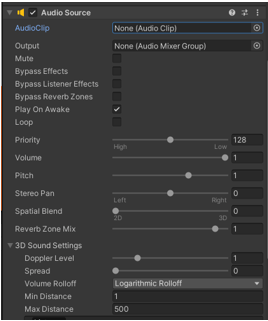 Audio Source
AudioClip None (Audio Clip)
Output None (Audio Mixer Group)
Mute
Bypass Effects
Bypass Listener Effects
Bypass Reverb Zones
Play On Awake
Loop
Priority 128
High Low
Volume 1
Pitch 1
Stereo Pan 0
Left Right
Spatial Blend 0
2D 3D
Reverb Zone Mix 1
3D Sound Settings
Doppler Level 1
Spread 0
Volume Rolloff Logarithmic Rolloff
Min Distance 1
Max Distance 500